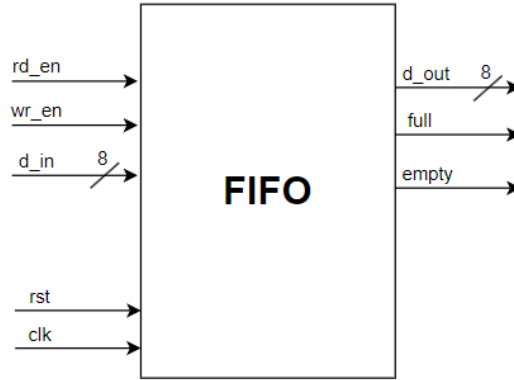 rd_en
wr_en
d_in 8
rst
clk
FIFO
d_out 8
full
empty